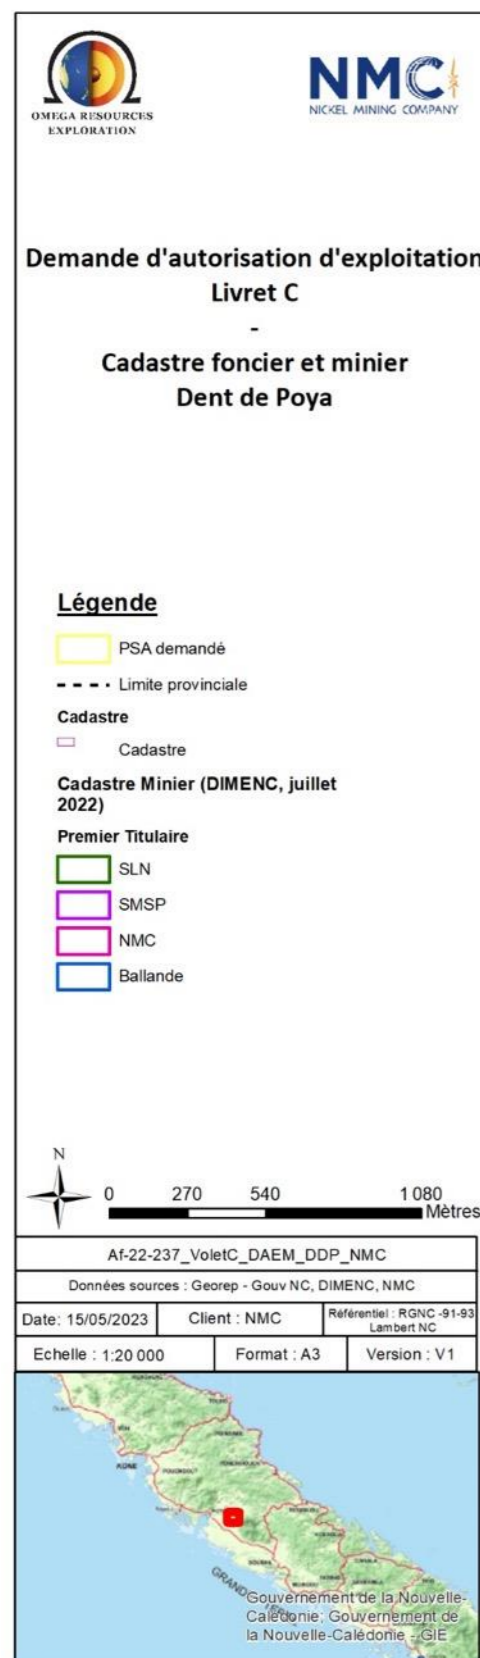 OMEGA RESOURCES
EXPLORATION
NMC
NICKEL MINING COMPANY
Demande d'autorisation d'exploitation
Livret C
-
Cadastre foncier et minier
Dent de Poya
Légende
PSA demandé
Limite provinciale
Cadastre
Cadastre
Cadastre Minier (DIMENC, juillet
2022)
Premier Titulaire
SLN
SMSP
NMC
Ballande
N
0 270 540 1 080
Mètres
Af-22-237_VoletC_DAEM_DDP_NMC
Données sources : Georep - Gouv NC, DIMENC, NMC
Date: 15/05/2023 Client : NMC Référentiel : RGNC -91-93
Lambert NC
Echelle : 1:20 000 Format : A3 Version : V1
KONE
POUEMBOUT
GRANDE
Gouvernement de la Nouvelle-
Calédonie; Gouvernement de
la Nouvelle-Calédonie - GIE